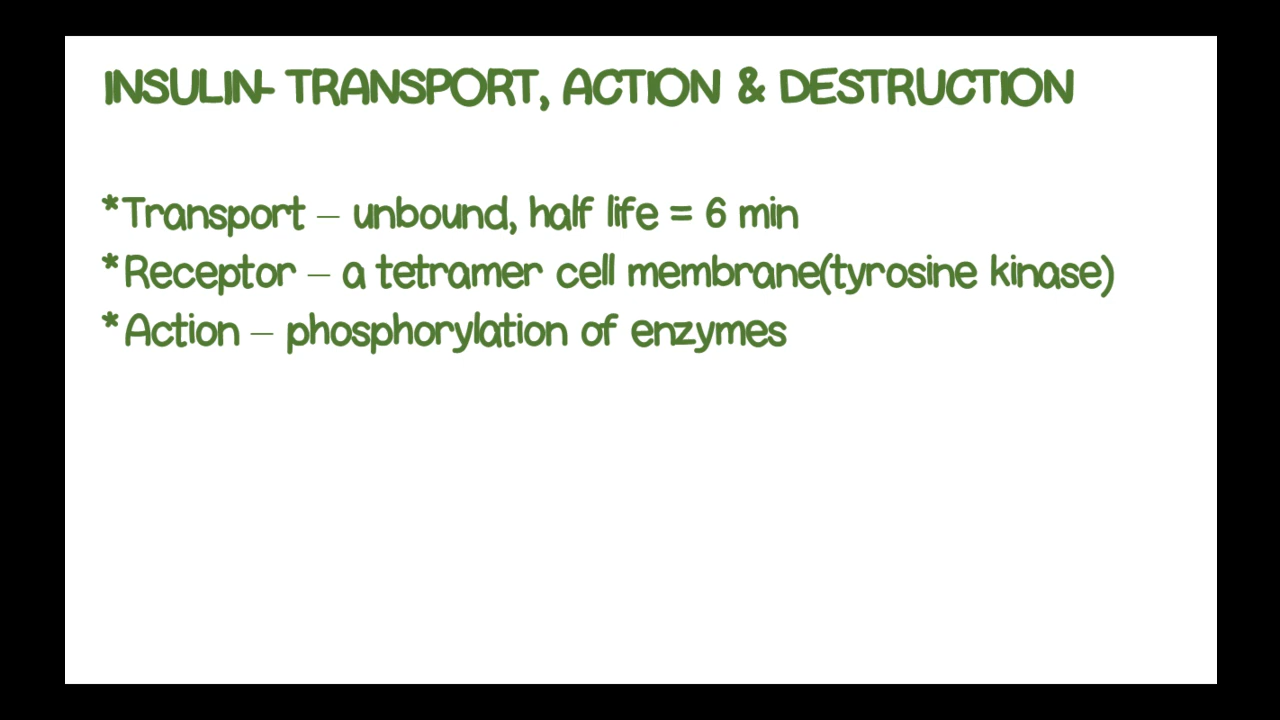 INSULIN- TRANSPORT, ACTION & DESTRUCTION
*Transport – unbound, half life = 6 min
*Receptor – a tetramer cell membrane(tyrosine kinase)
*Action – phosphorylation of enzymes